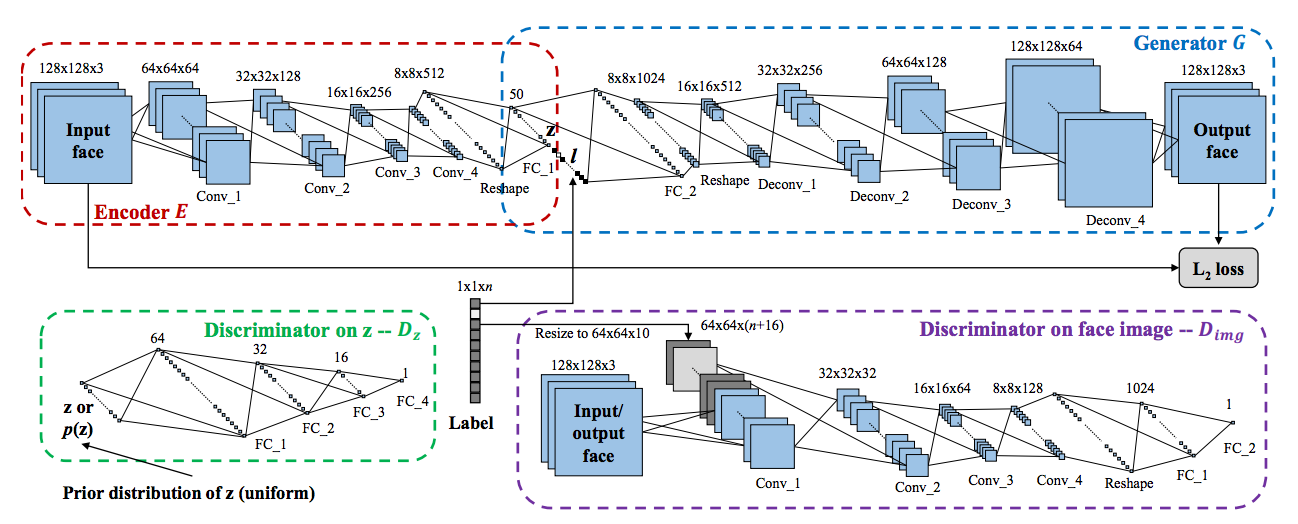 Encoder E
128x128x3
Input
face
64x64x64
Conv_1
32x32x128
Conv_2
16x16x256
Conv_3
8x8x512
Conv_4
Reshape
50
FC_1
z
l
Generator G
FC_2
8x8x1024
Reshape
16x16x512
Deconv_1
32x32x256
Deconv_2
64x64x128
Deconv_3
128x128x64
Deconv_4
128x128x3
Output
face
L2 loss
1x1xn
Label
Resize to 64x64x10
Discriminator on z -- Dz
z or
p(z)
64
FC_1
32
FC_2
16
FC_3
1
FC_4
Prior distribution of z (uniform)
Discriminator on face image -- Dimg
128x128x3
Input/
output
face
64x64x(n+16)
Conv_1
32x32x32
Conv_2
16x16x64
Conv_3
8x8x128
Conv_4
Reshape
1024
FC_1
1
FC_2